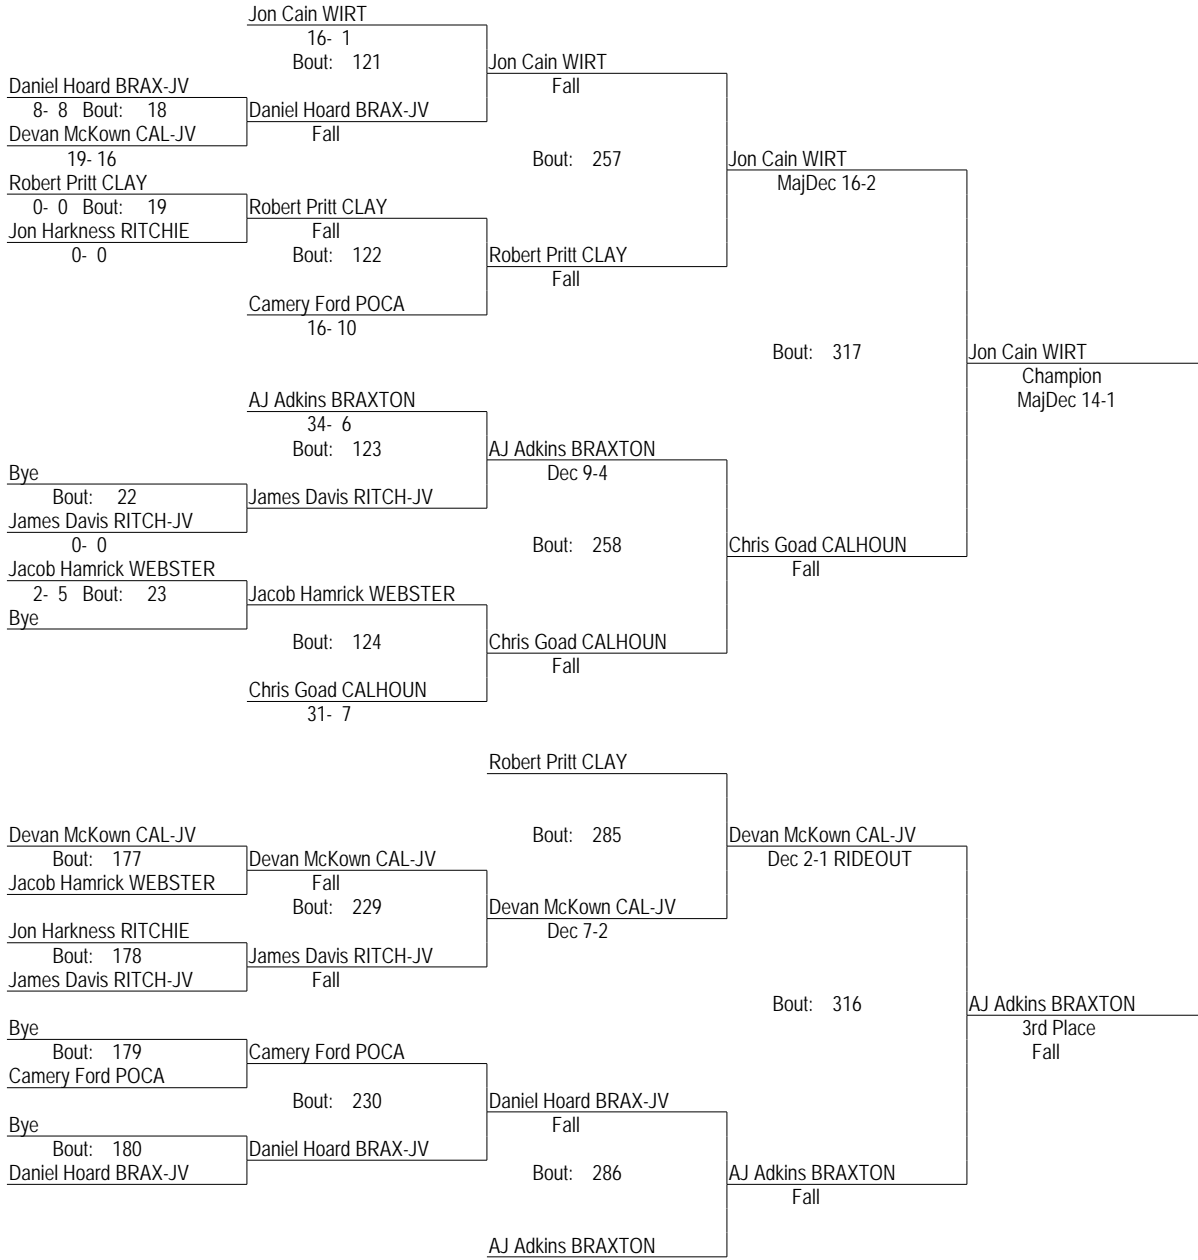 Jon Cain WIRT
16- 1
Bout: 121
Jon Cain WIRT
Fall
Daniel Hoard BRAX-JV
8- 8 Bout: 18
Daniel Hoard BRAX-JV
Fall
Devan McKown CAL-JV
19- 16
Bout: 257
Jon Cain WIRT
MajDec 16-2
Robert Pritt CLAY
0- 0 Bout: 19
Robert Pritt CLAY
Fall
Jon Harkness RITCHIE
0- 0
Bout: 122
Robert Pritt CLAY
Fall
Camery Ford POCA
16- 10
Bout: 317
Jon Cain WIRT
Champion
MajDec 14-1
AJ Adkins BRAXTON
34- 6
Bout: 123
AJ Adkins BRAXTON
Dec 9-4
Bye
Bout: 22
James Davis RITCH-JV
James Davis RITCH-JV
0- 0
Bout: 258
Chris Goad CALHOUN
Fall
Jacob Hamrick WEBSTER
2- 5 Bout: 23
Jacob Hamrick WEBSTER
Bye
Bout: 124
Chris Goad CALHOUN
Fall
Chris Goad CALHOUN
31- 7
Robert Pritt CLAY
Devan McKown CAL-JV
Bout: 285
Devan McKown CAL-JV
Dec 2-1 RIDEOUT
Bout: 177
Devan McKown CAL-JV
Fall
Jacob Hamrick WEBSTER
Bout: 229
Devan McKown CAL-JV
Dec 7-2
Jon Harkness RITCHIE
Bout: 178
James Davis RITCH-JV
Fall
James Davis RITCH-JV
Bout: 316
AJ Adkins BRAXTON
3rd Place
Fall
Bye
Bout: 179
Camery Ford POCA
Camery Ford POCA
Bout: 230
Daniel Hoard BRAX-JV
Fall
Bye
Bout: 180
Daniel Hoard BRAX-JV
Daniel Hoard BRAX-JV
Bout: 286
AJ Adkins BRAXTON
Fall
AJ Adkins BRAXTON